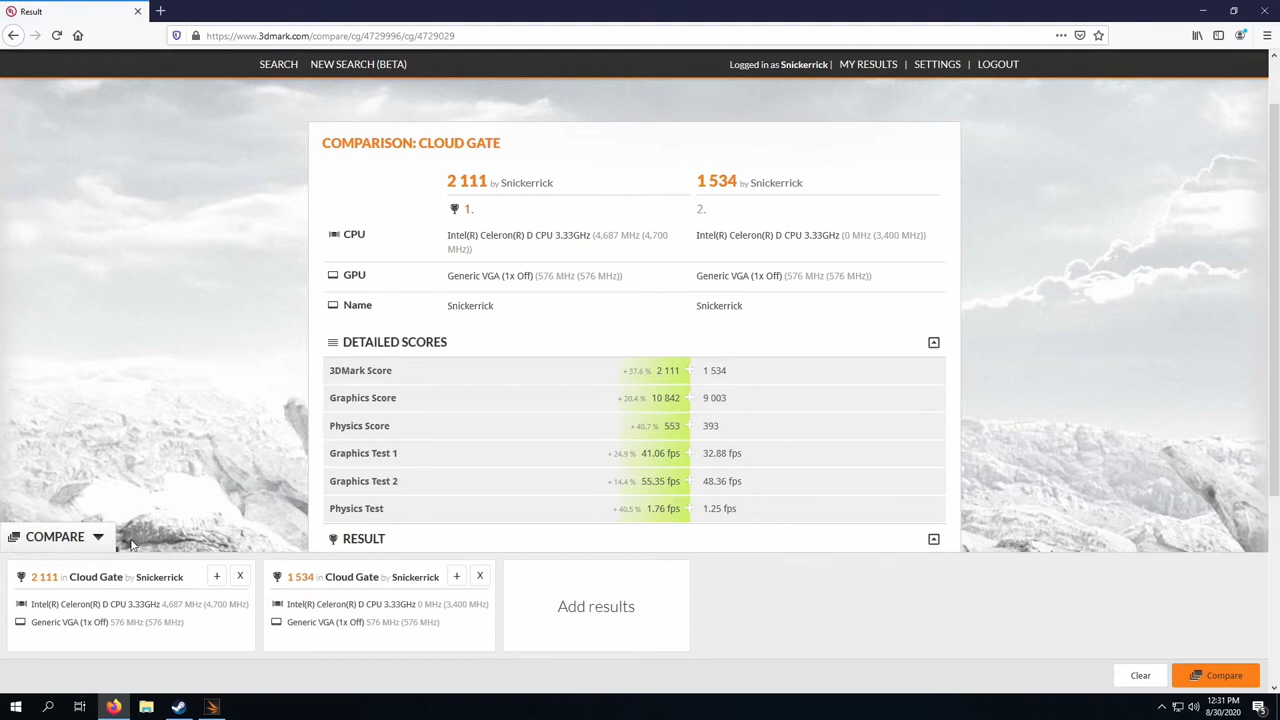 Result
https://www.3dmark.com/compare/cg/4729996/cg/4729029
SEARCH NEW SEARCH (BETA) Logged in as Snickerrick | MY RESULTS | SETTINGS | LOGOUT
COMPARISON: CLOUD GATE
2 111 by Snickerrick 1 534 by Snickerrick
1. 2.
CPU Intel(R) Celeron(R) D CPU 3.33GHz (4,687 MHz (4,700 MHz)) Intel(R) Celeron(R) D CPU 3.33GHz (0 MHz (3,400 MHz))
GPU Generic VGA (1x Off) (576 MHz (576 MHz)) Generic VGA (1x Off) (576 MHz (576 MHz))
Name Snickerrick Snickerrick
DETAILED SCORES
3DMark Score + 37.6 % 2 111 1 534
Graphics Score + 20.4 % 10 842 9 003
Physics Score + 40.7 % 553 393
Graphics Test 1 + 24.9 % 41.06 fps 32.88 fps
Graphics Test 2 + 14.4 % 55.35 fps 48.36 fps
Physics Test + 40.5 % 1.76 fps 1.25 fps
COMPARE RESULT
2 111 in Cloud Gate by Snickerrick + X 1 534 in Cloud Gate by Snickerrick + X
Intel(R) Celeron(R) D CPU 3.33GHz 4,687 MHz (4,700 MHz) Intel(R) Celeron(R) D CPU 3.33GHz 0 MHz (3,400 MHz)
Generic VGA (1x Off) 576 MHz (576 MHz) Generic VGA (1x Off) 576 MHz (576 MHz)
Add results
Clear Compare
12:31 PM
8/30/2020
5